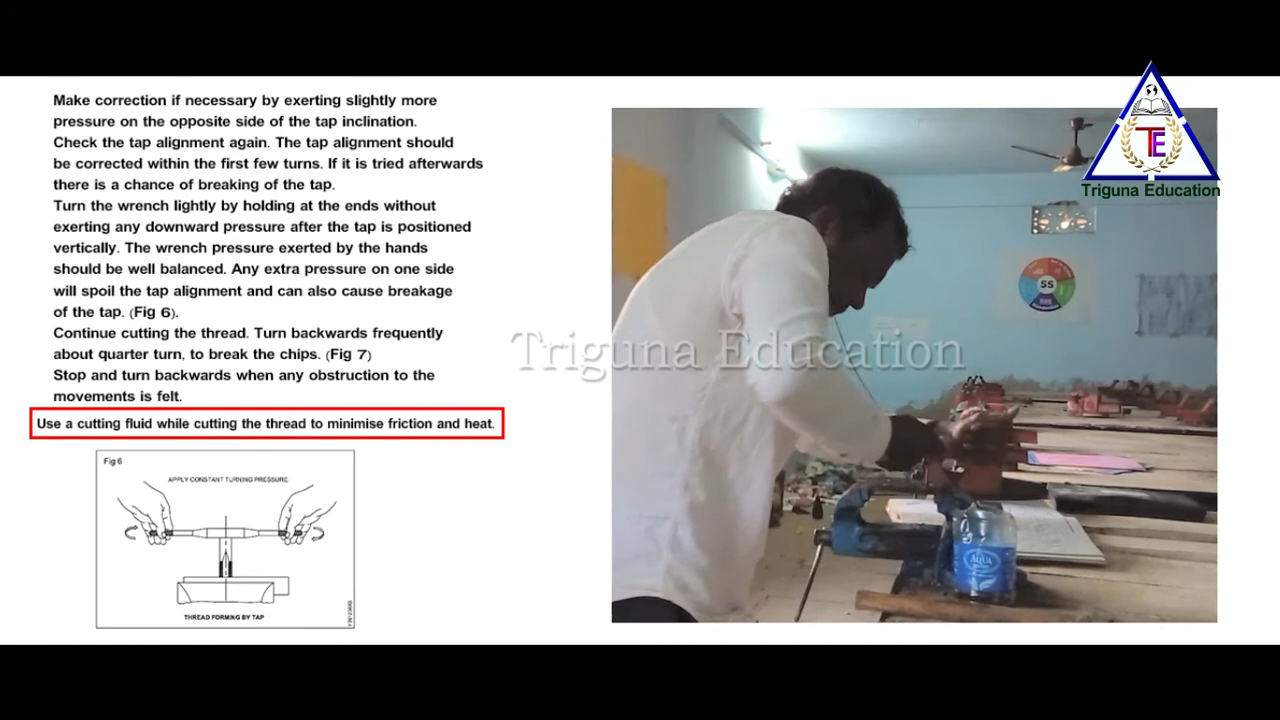 Make correction if necessary by exerting slightly more
pressure on the opposite side of the tap inclination.
Check the tap alignment again. The tap alignment should
be corrected within the first few turns. If it is tried afterwards
there is a chance of breaking of the tap.
Turn the wrench lightly by holding at the ends without
exerting any downward pressure after the tap is positioned
vertically. The wrench pressure exerted by the hands
should be well balanced. Any extra pressure on one side
will spoil the tap alignment and can also cause breakage
of the tap. (Fig 6).
Continue cutting the thread. Turn backwards frequently
about quarter turn, to break the chips. (Fig 7)
Stop and turn backwards when any obstruction to the
movements is felt.
Use a cutting fluid while cutting the thread to minimise friction and heat.
Fig 6
APPLY CONSTANT TURNING PRESSURE
THREAD FORMING BY TAP
TE
Triguna Education
5S
Triguna Education
AQUA